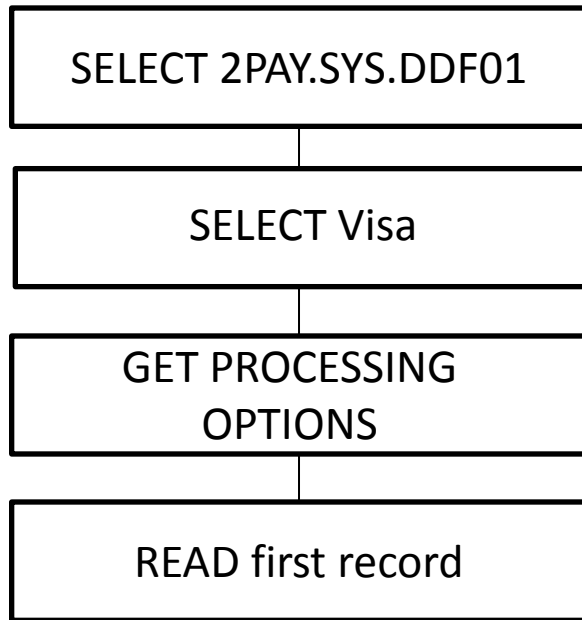 SELECT 2PAY.SYS.DDF01
SELECT Visa
GET PROCESSING
OPTIONS
READ first record